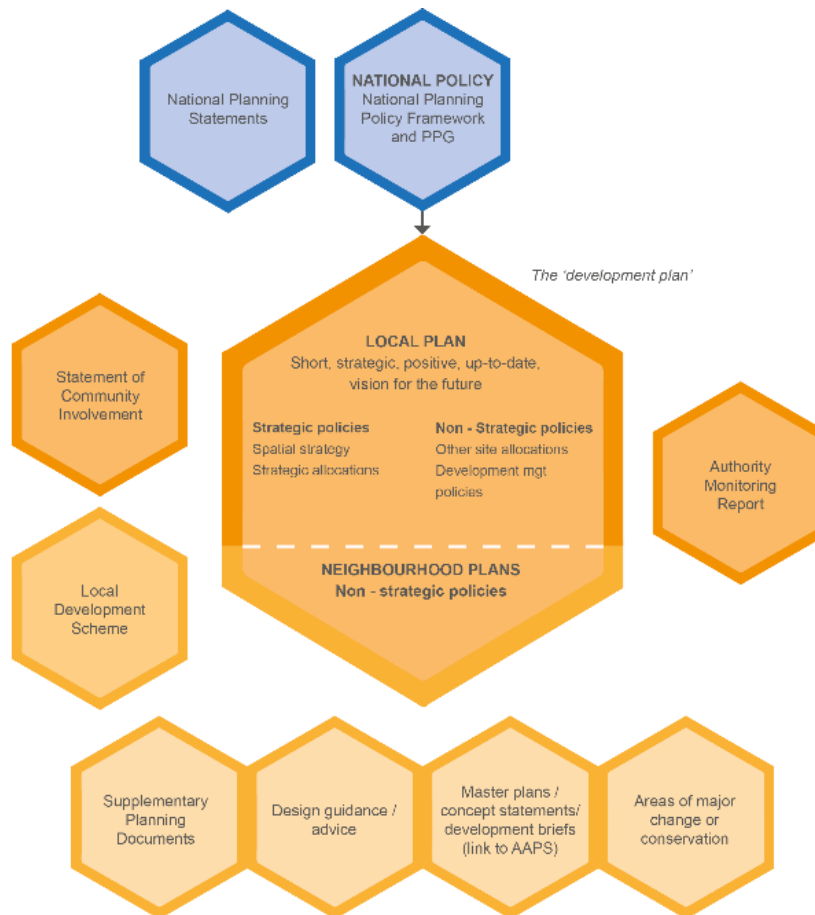 National Planning
Statements
NATIONAL POLICY
National Planning
Policy Framework
and PPG
The ‘development plan’
LOCAL PLAN
Short, strategic, positive, up-to-date,
vision for the future
Strategic policies
Spatial strategy
Strategic allocations
Non - Strategic policies
Other site allocations
Development mgt
policies
NEIGHBOURHOOD PLANS
Non - strategic policies
Statement of
Community
Involvement
Local
Development
Scheme
Authority
Monitoring
Report
Supplementary
Planning
Documents
Design guidance /
advice
Master plans /
concept statements/
development briefs
(link to AAPS)
Areas of major
change or
conservation